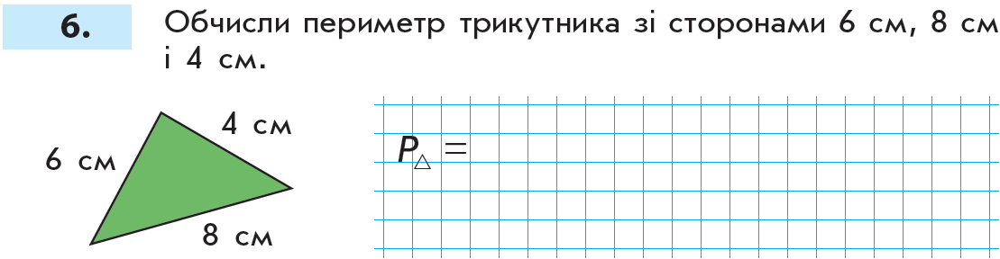 6. Обчисли периметр трикутника зі сторонами 6 см, 8 см
і 4 см.
4 см
6 см
8 см
P△ =